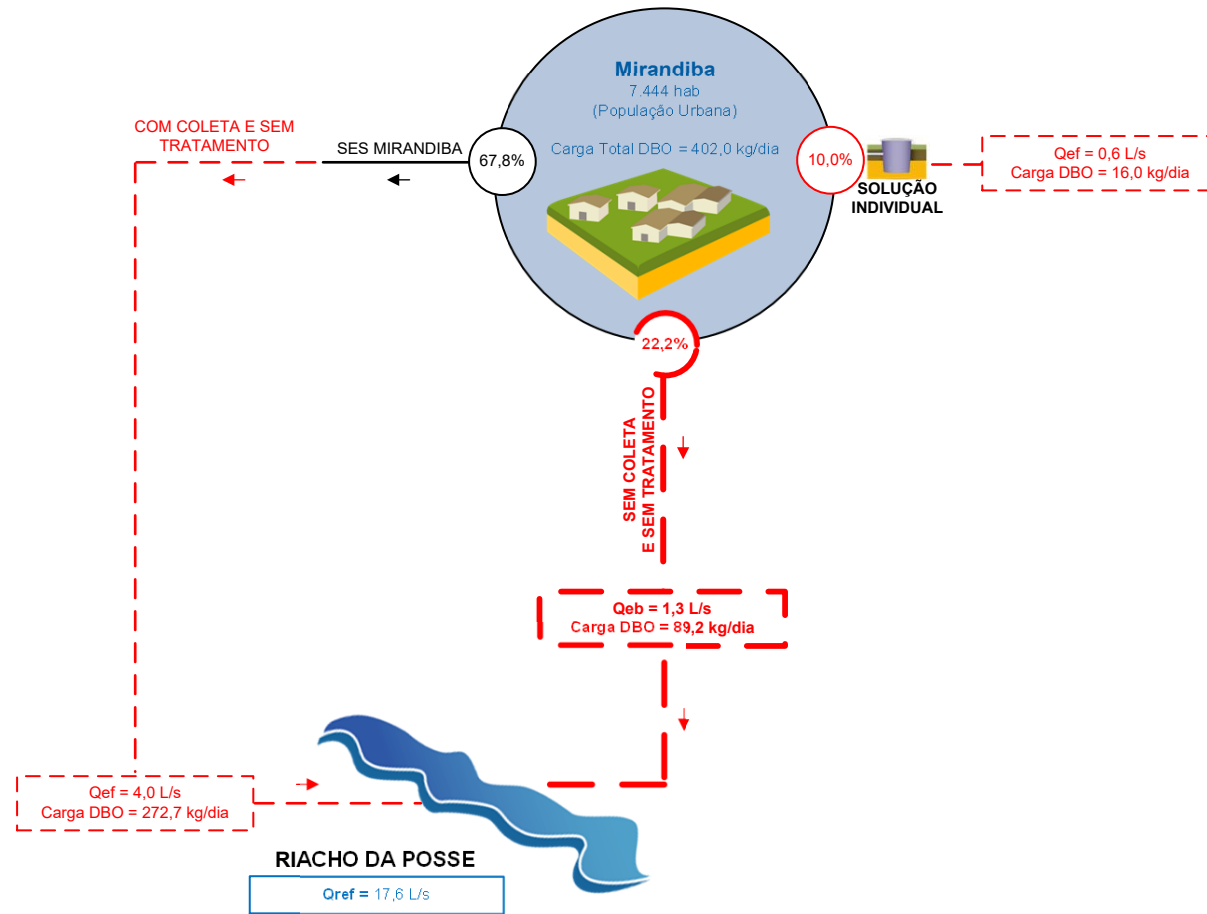 Mirandiba
7.444 hab
(População Urbana)
Carga Total DBO = 402,0 kg/dia
COM COLETA E SEM
TRATAMENTO
SES MIRANDIBA
67,8%
10,0%
SOLUÇÃO
INDIVIDUAL
Qef = 0,6 L/s
Carga DBO = 16,0 kg/dia
22,2%
SEM COLETA
E SEM TRATAMENTO
Qeb = 1,3 L/s
Carga DBO = 89,2 kg/dia
Qef = 4,0 L/s
Carga DBO = 272,7 kg/dia
RIACHO DA POSSE
Qref = 17,6 L/s